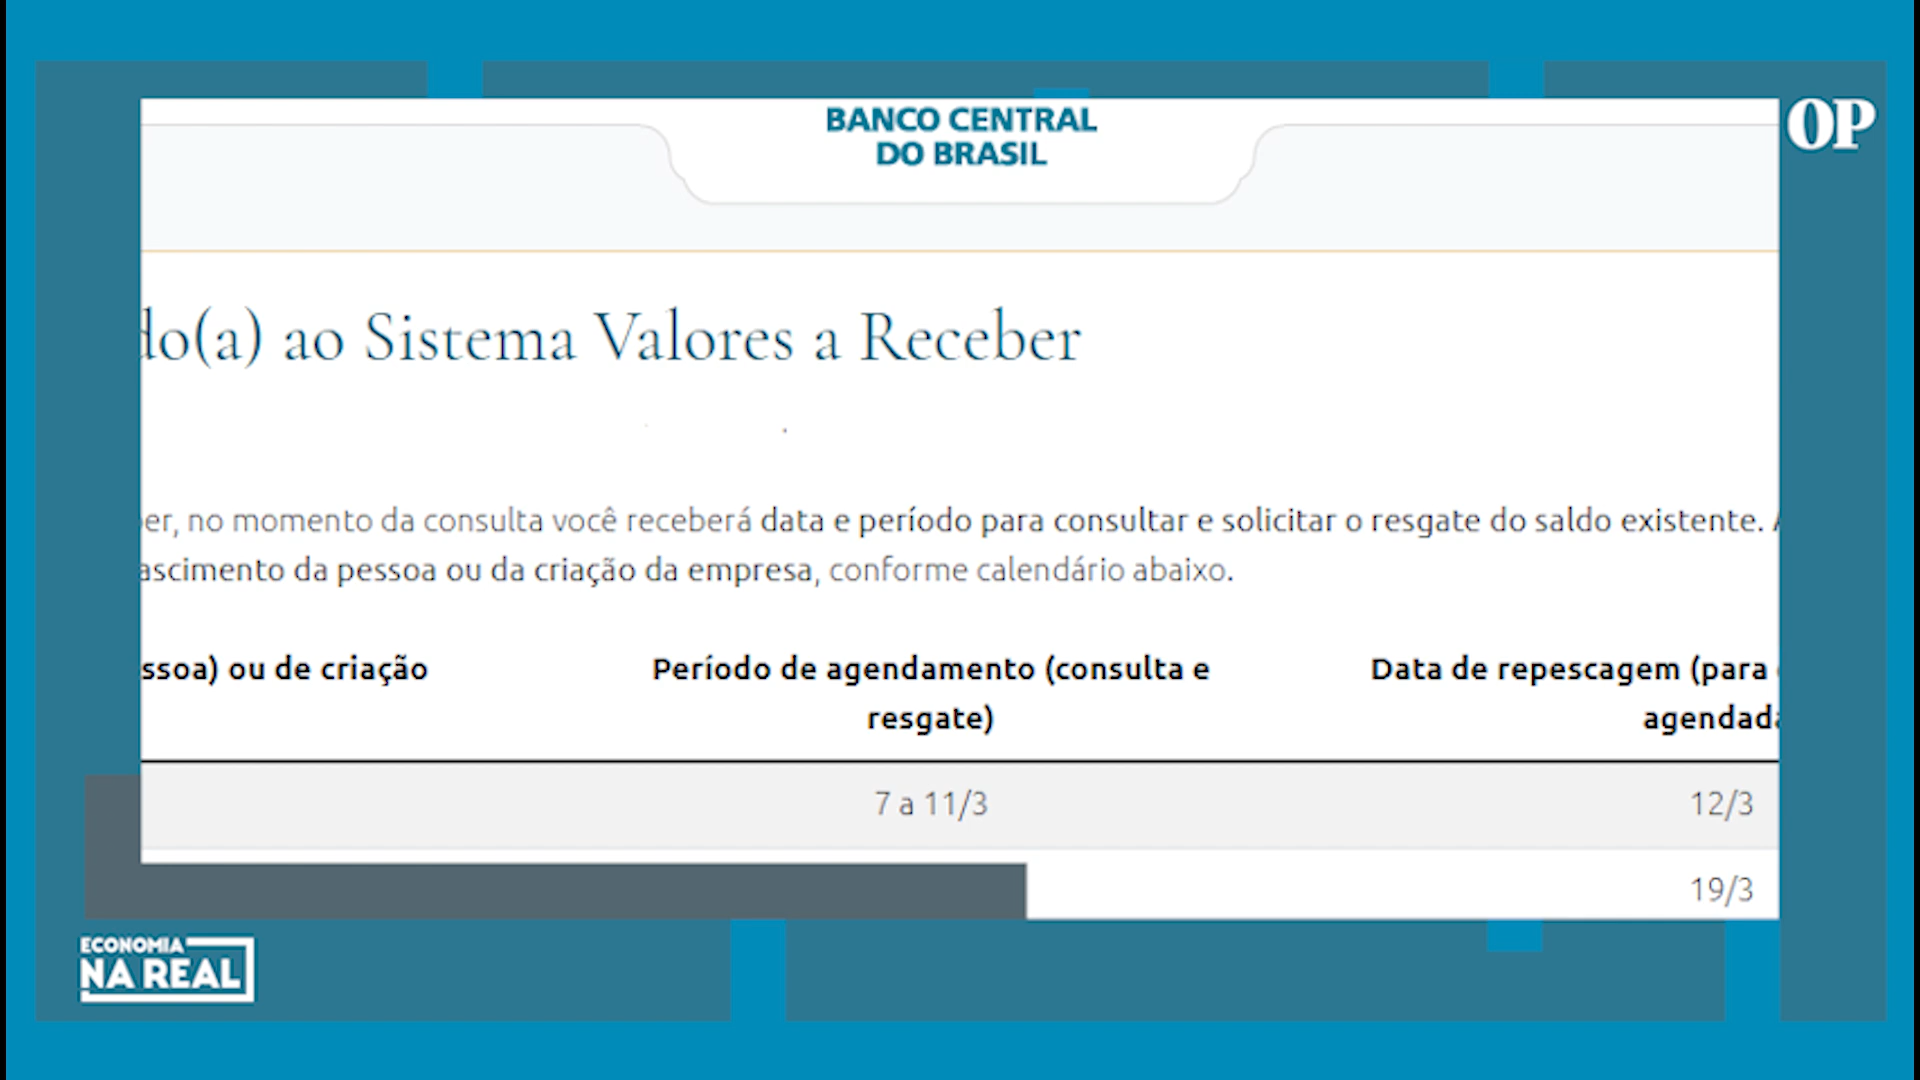 BANCO CENTRAL
DO BRASIL
OP
do(a) ao Sistema Valores a Receber
er, no momento da consulta você receberá data e período para consultar e solicitar o resgate do saldo existente. A
ascimento da pessoa ou da criação da empresa, conforme calendário abaixo.
ssoa) ou de criação
Período de agendamento (consulta e
resgate)
Data de repescagem (para
agendada
7 a 11/3
12/3
19/3
ECONOMIA
NA REAL